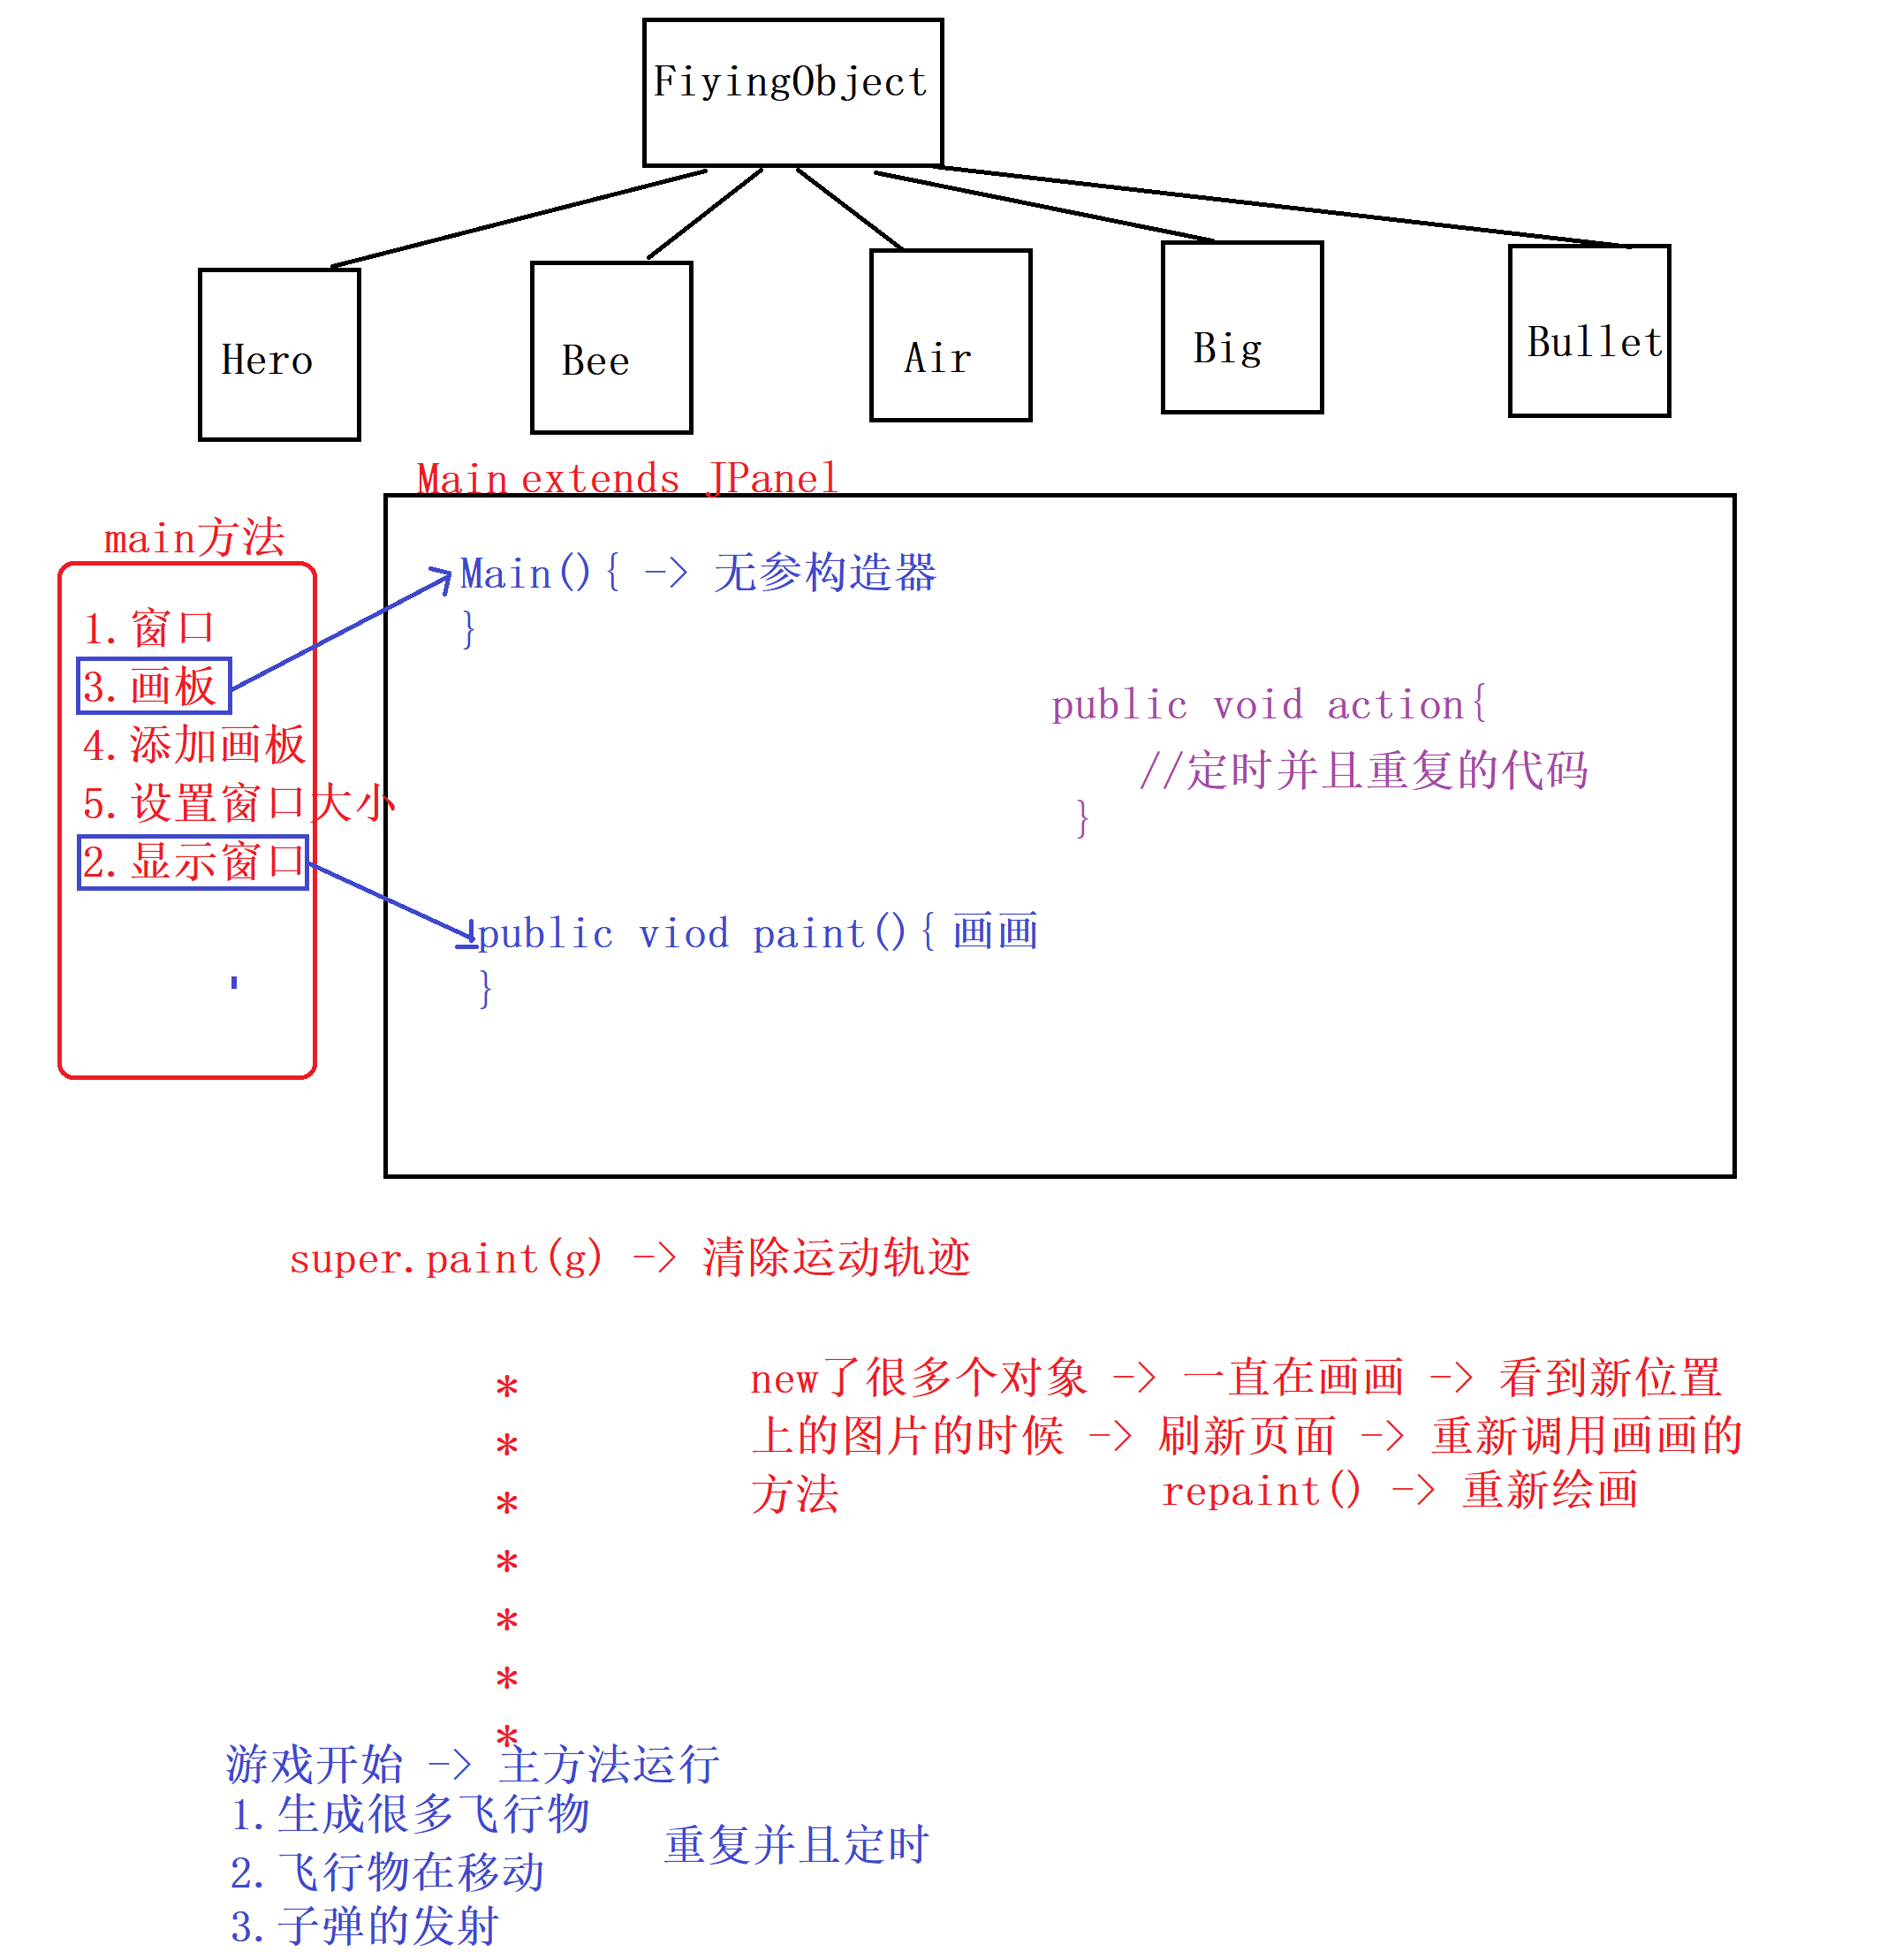 FiyingObject
Hero
Bee
Air
Big
Bullet
Main extends JPanel
main方法
1.窗口
3.画板
4.添加画板
5.设置窗口大小
2.显示窗口
Main(){ -> 无参构造器
}
public void action{
//定时并且重复的代码
}
public viod paint(){ 画画
}
super.paint(g) -> 清除运动轨迹
*
*
*
*
*
*
*
new了很多个对象 -> 一直在画画 -> 看到新位置
上的图片的时候 -> 刷新页面 -> 重新调用画画的
方法
repaint() -> 重新绘画
游戏开始 -> 主方法运行
1.生成很多飞行物
2.飞行物在移动
3.子弹的发射
重复并且定时